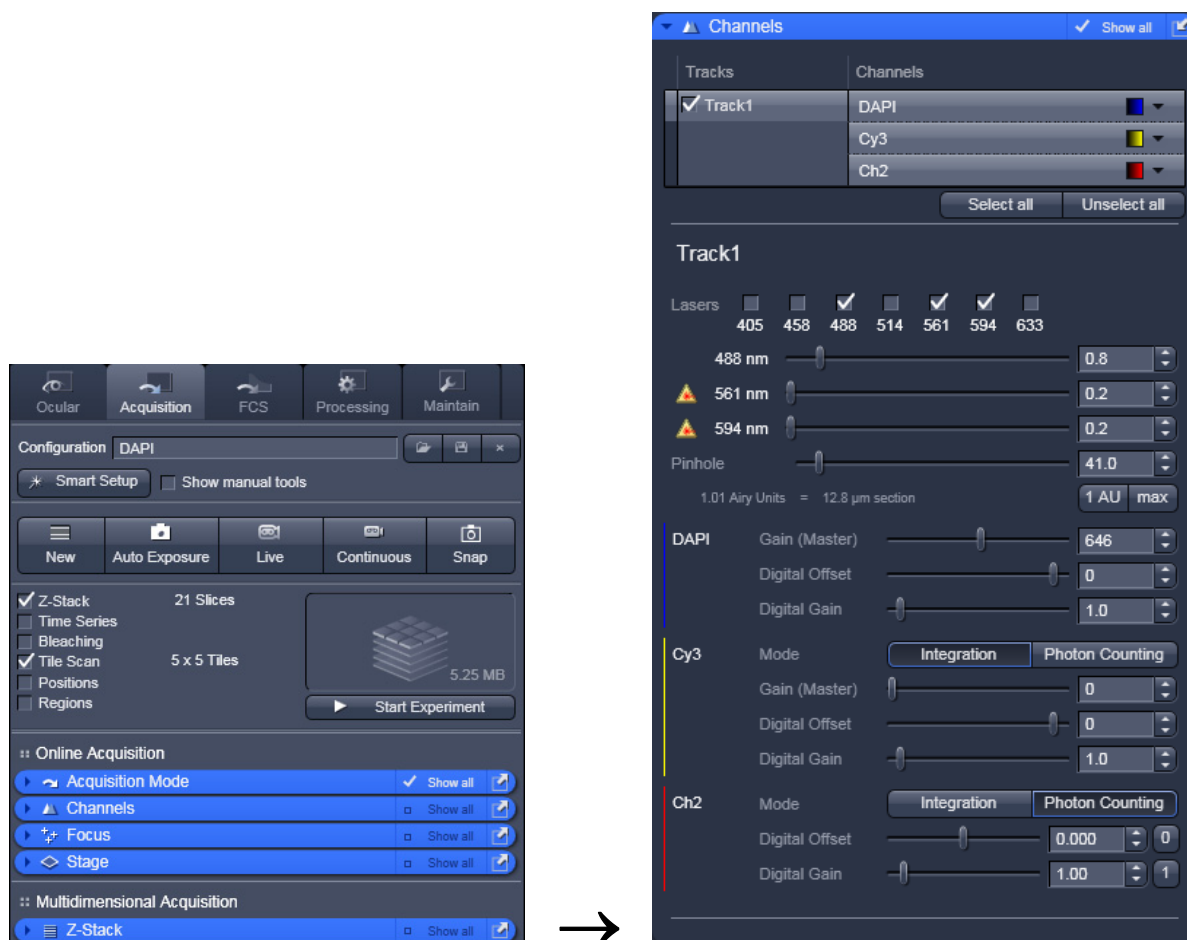 Ocular Acquisition FCS Processing Maintain
Configuration DAPI
Smart Setup Show manual tools
New Auto Exposure Live Continuous Snap
Z-Stack 21 Slices
Time Series
Bleaching
Tile Scan 5 x 5 Tiles
Positions
Regions
5.25 MB
Start Experiment
Online Acquisition
Acquisition Mode Show all
Channels Show all
Focus Show all
Stage Show all
Multidimensional Acquisition
Z-Stack Show all
→
Channels Show all
Tracks Channels
Track1 DAPI
Cy3
Ch2
Select all Unselect all
Track1
Lasers
405 458 488 514 561 594 633
488 nm 0.8
561 nm 0.2
594 nm 0.2
Pinhole 41.0
1.01 Airy Units = 12.8 µm section 1 AU max
DAPI Gain (Master) 646
Digital Offset 0
Digital Gain 1.0
Cy3 Mode Integration Photon Counting
Gain (Master) 0
Digital Offset 0
Digital Gain 1.0
Ch2 Mode Integration Photon Counting
Digital Offset 0.000 0
Digital Gain 1.00 1